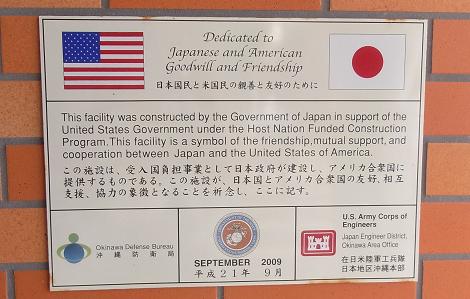 Dedicated to
Japanese and American
Goodwill and Friendship
日本国民と米国民の親善と友好のために
This facility was constructed by the Government of Japan in support of the
United States Government under the Host Nation Funded Construction
Program.This facility is a symbol of the friendship,mutual support, and
cooperation between Japan and the United States of America.
この施設は、受入国負担事業として日本政府が建設し、アメリカ合衆国に
提供するものである。この施設が、日本国とアメリカ合衆国の友好、相互
支援、協力の象徴となることを祈念し、ここに記す。
Okinawa Defense Bureau
沖縄防衛局
SEPTEMBER 2009
平成21年 9月
U.S. Army Corps of
Engineers
Japan Engineer District,
Okinawa Area Office
在日米陸軍工兵隊
日本地区沖縄本部